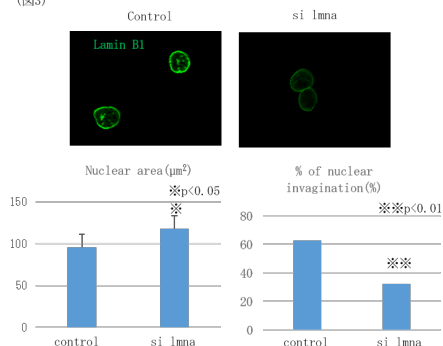 (図3)
Control
si lmna
Lamin B1
Nuclear area(μm²)
※p<0.05
※
150
100
50
0
control
si lmna
% of nuclear
invagination(%)
※※p<0.01
※※
80
60
40
20
0
control
si lmna